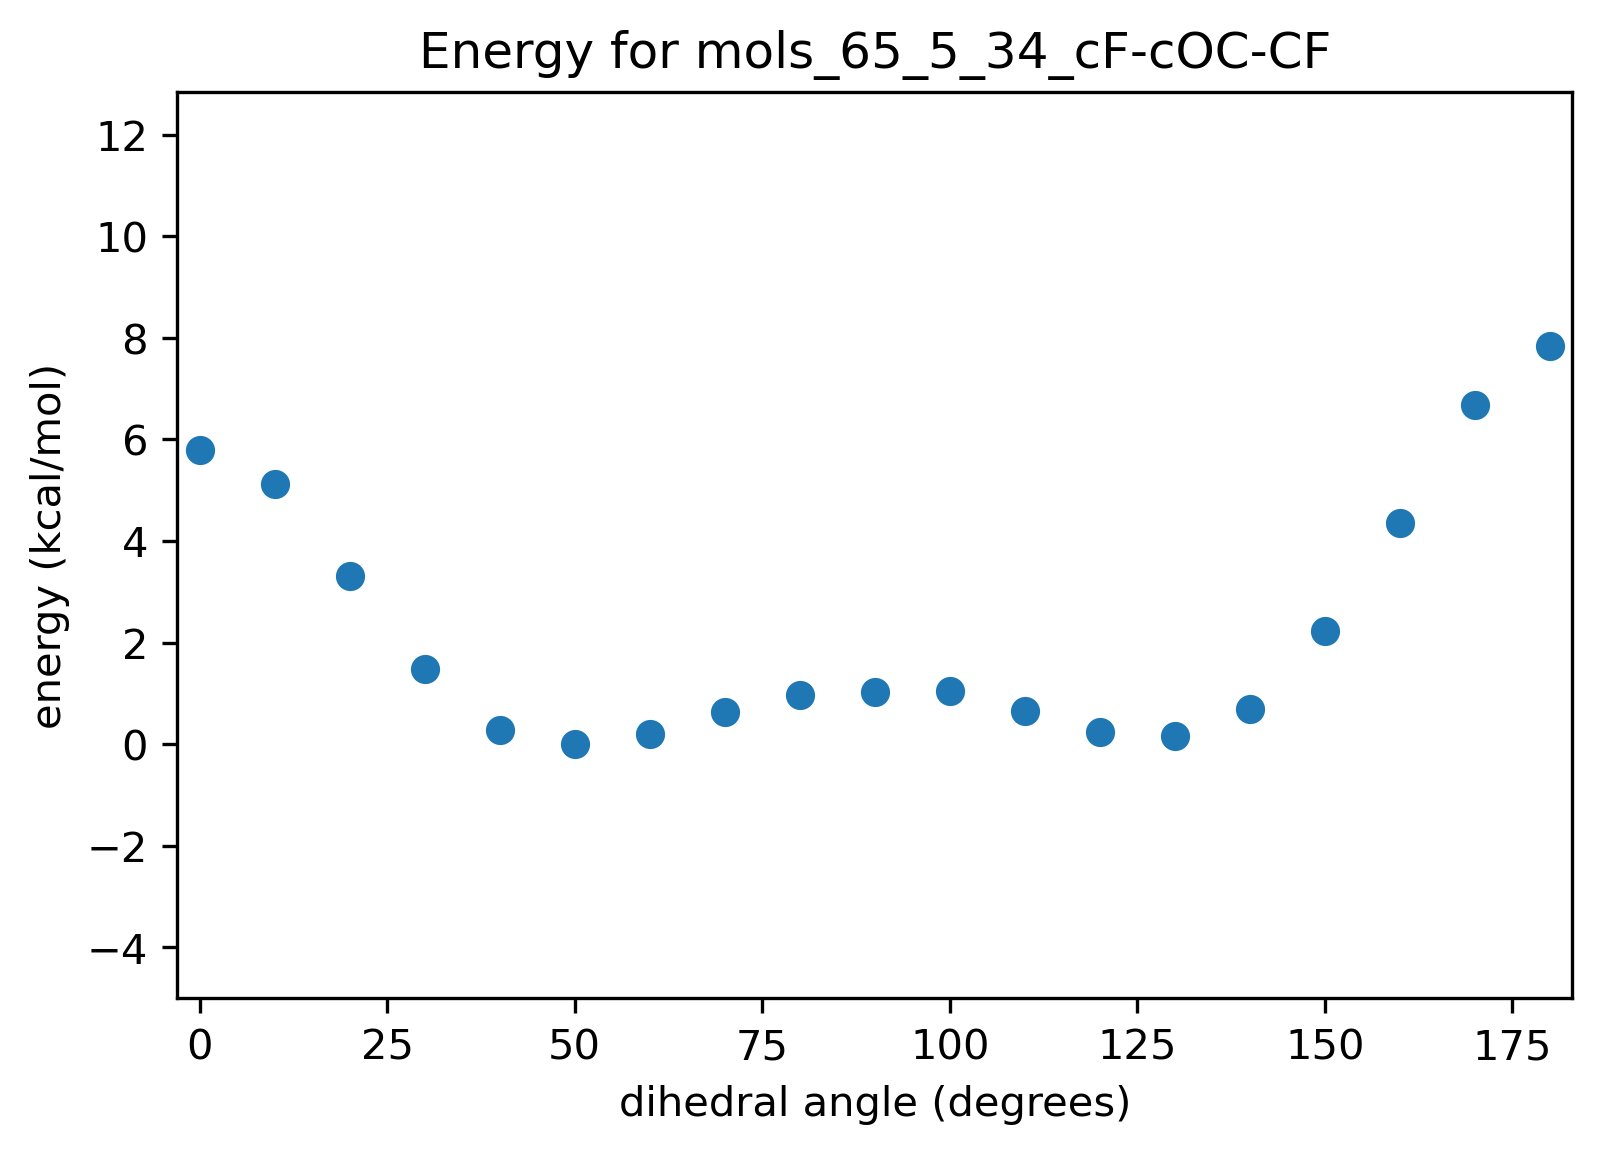 Energy for mols_65_5_34_cF-cOC-CF
12
10
8
6
4
2
0
−2
−4
energy (kcal/mol)
0 25 50 75 100 125 150 175
dihedral angle (degrees)